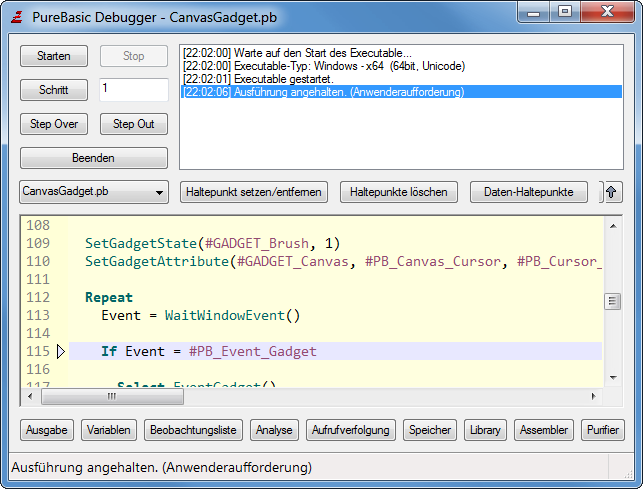 PureBasic Debugger - CanvasGadget.pb
Starten Stop
Schritt 1
Step Over Step Out
Beenden
[22:02:00] Warte auf den Start des Executable...
[22:02:00] Executable-Typ: Windows - x64 (64bit, Unicode)
[22:02:01] Executable gestartet.
[22:02:06] Ausführung angehalten. (Anwenderaufforderung)
CanvasGadget.pb Haltepunkt setzen/entfernen Haltepunkte löschen Daten-Haltepunkte
108
109 SetGadgetState(#GADGET_Brush, 1)
110 SetGadgetAttribute(#GADGET_Canvas, #PB_Canvas_Cursor, #PB_Cursor_
111
112 Repeat
113 Event = WaitWindowEvent()
114
115 If Event = #PB_Event_Gadget
116
117 Select EventGadget()
Ausgabe Variablen Beobachtungsliste Analyse Aufrufverfolgung Speicher Library Assembler Purifier
Ausführung angehalten. (Anwenderaufforderung)